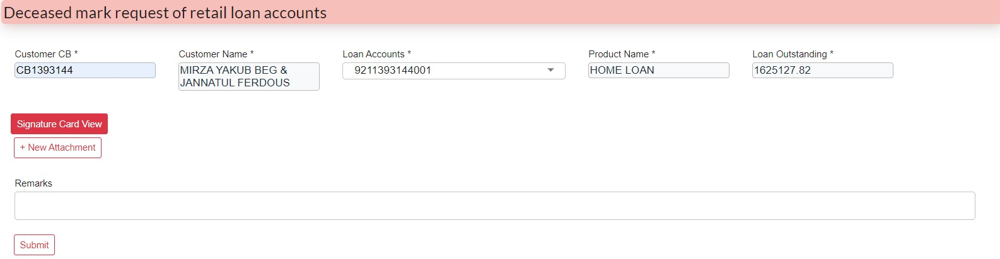 Deceased mark request of retail loan accounts
Customer CB *
Customer Name *
Loan Accounts *
Product Name *
Loan Outstanding *
CB1393144
MIRZA YAKUB BEG &
JANNATUL FERDOUS
9211393144001
HOME LOAN
1625127.82
Signature Card View
+ New Attachment
Remarks
Submit